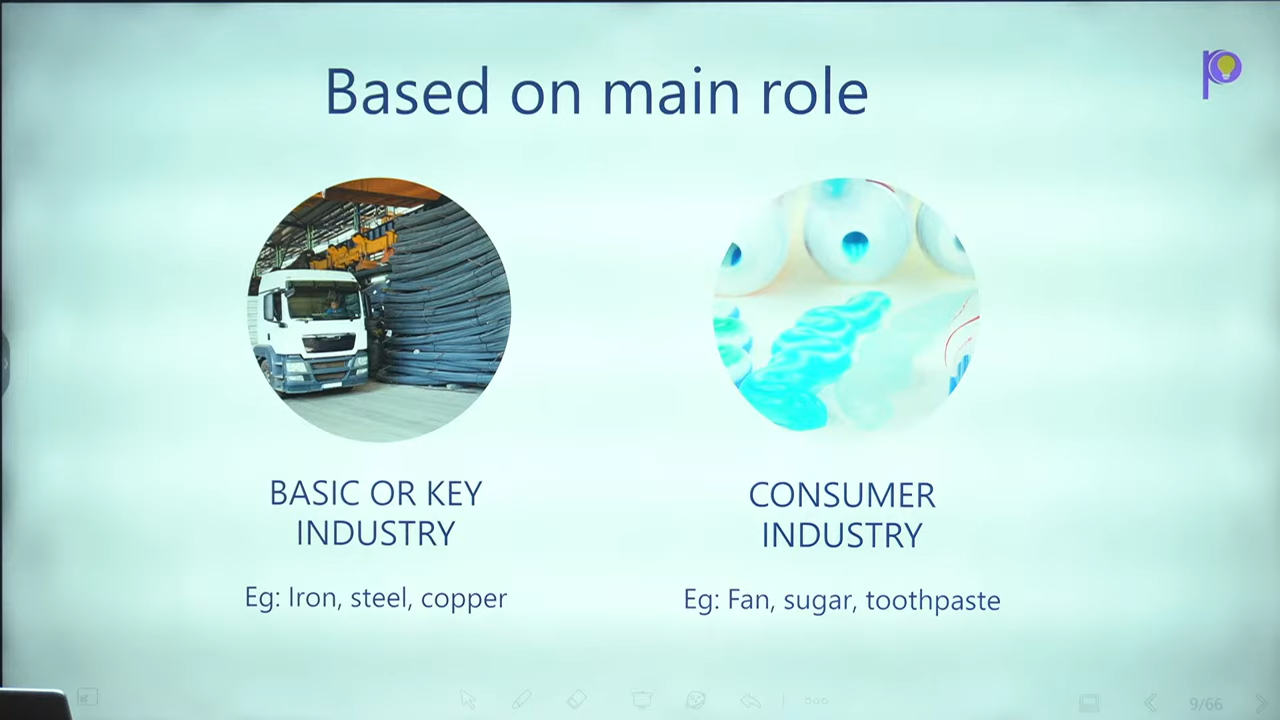 Based on main role
BASIC OR KEY
INDUSTRY
CONSUMER
INDUSTRY
Eg: Iron, steel, copper
Eg: Fan, sugar, toothpaste
9/66